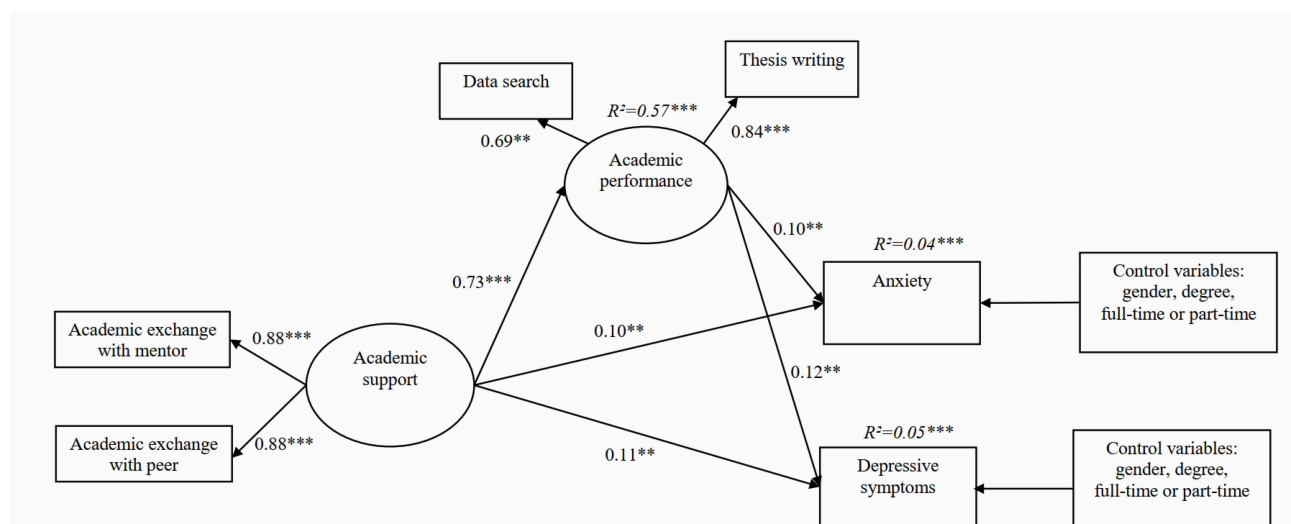 Thesis writing
Data search
R²=0.57***
0.69**
0.84***
Academic
performance
0.10**
R²=0.04***
Anxiety
Control variables:
gender, degree,
full-time or part-time
0.73***
Academic exchange
with mentor
0.88***
Academic
support
0.10**
0.12**
Academic exchange
with peer
0.88***
0.11**
R²=0.05***
Depressive
symptoms
Control variables:
gender, degree,
full-time or part-time